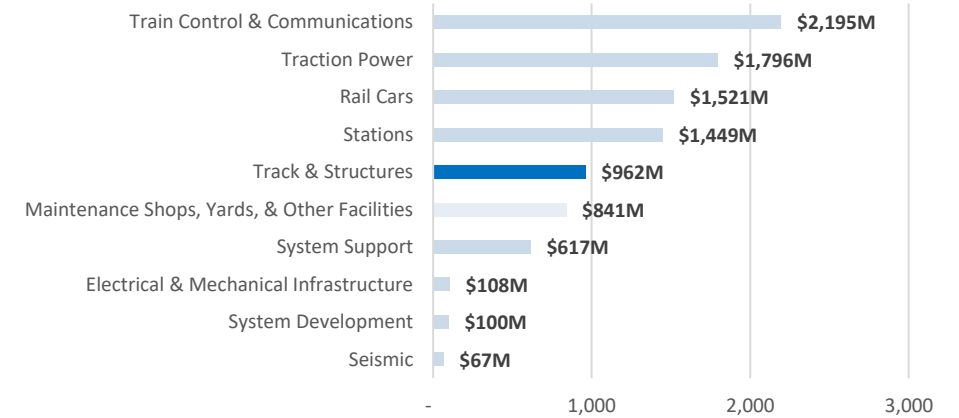 Train Control & Communications $2,195M
Traction Power $1,796M
Rail Cars $1,521M
Stations $1,449M
Track & Structures $962M
Maintenance Shops, Yards, & Other Facilities $841M
System Support $617M
Electrical & Mechanical Infrastructure $108M
System Development $100M
Seismic $67M
- 1,000 2,000 3,000